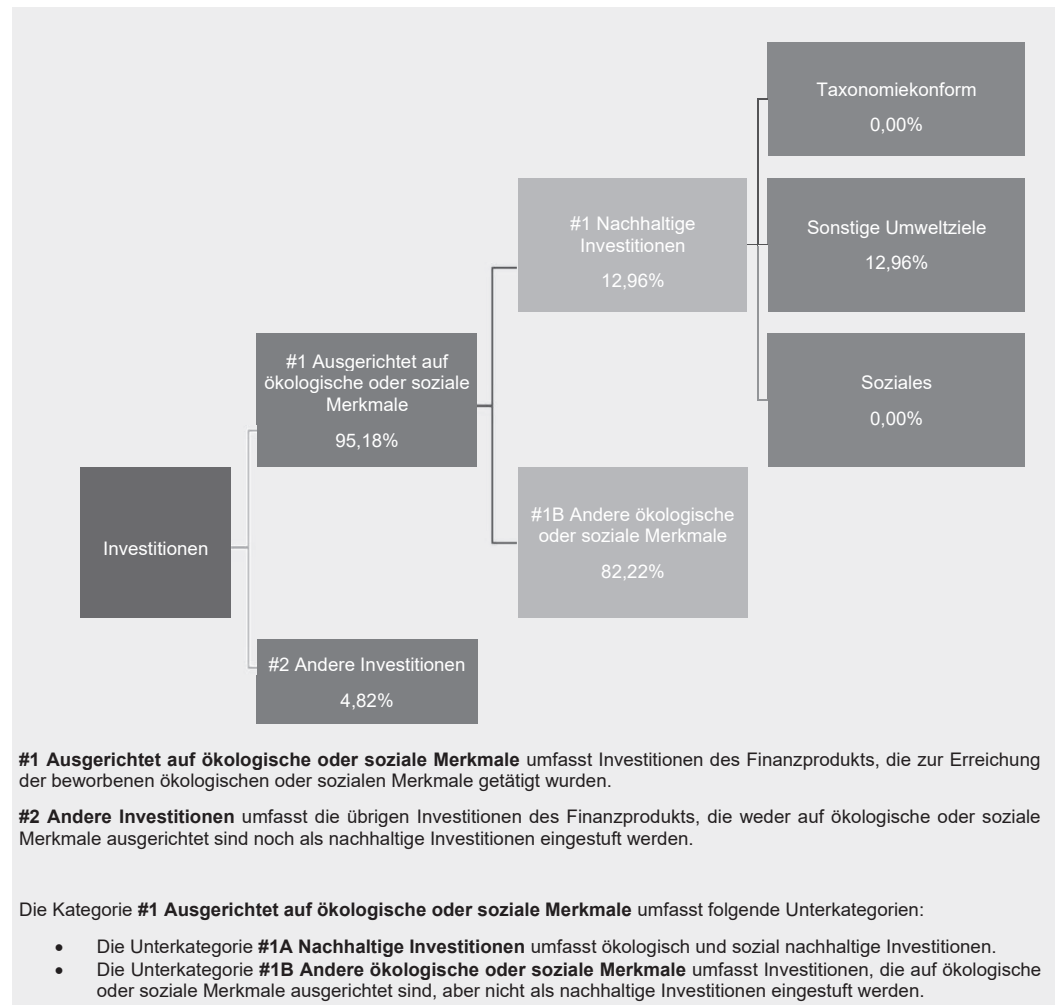 Taxonomiekonform
0,00%
#1 Nachhaltige
Investitionen
12,96%
Sonstige Umweltziele
12,96%
#1 Ausgerichtet auf
ökologische oder soziale
Merkmale
95,18%
Soziales
0,00%
Investitionen
#1B Andere ökologische
oder soziale Merkmale
82,22%
#2 Andere Investitionen
4,82%
#1 Ausgerichtet auf ökologische oder soziale Merkmale umfasst Investitionen des Finanzprodukts, die zur Erreichung
der beworbenen ökologischen oder sozialen Merkmale getätigt wurden.
#2 Andere Investitionen umfasst die übrigen Investitionen des Finanzprodukts, die weder auf ökologische oder soziale
Merkmale ausgerichtet sind noch als nachhaltige Investitionen eingestuft werden.
Die Kategorie #1 Ausgerichtet auf ökologische oder soziale Merkmale umfasst folgende Unterkategorien:
• Die Unterkategorie #1A Nachhaltige Investitionen umfasst ökologisch und sozial nachhaltige Investitionen.
• Die Unterkategorie #1B Andere ökologische oder soziale Merkmale umfasst Investitionen, die auf ökologische
oder soziale Merkmale ausgerichtet sind, aber nicht als nachhaltige Investitionen eingestuft werden.